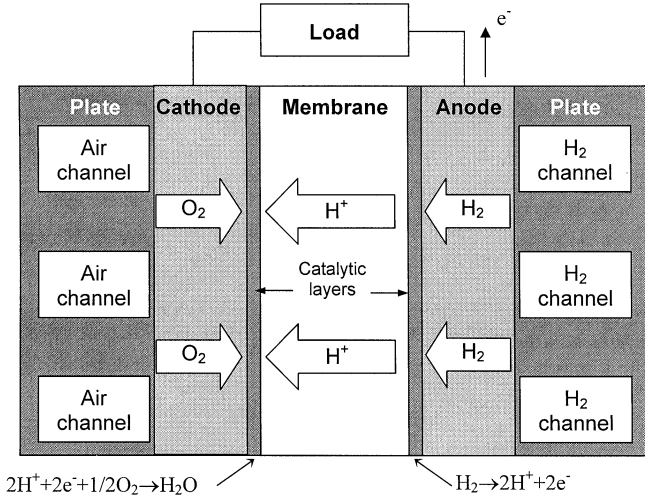 Load
e⁻
Plate Cathode Membrane Anode Plate
Air
channel
H₂
channel
O₂ H⁺ H₂
Air
channel
Catalytic
layers
H₂
channel
O₂ H⁺ H₂
Air
channel
H₂
channel
2H⁺+2e⁻+1/2O₂→H₂O
H₂→2H⁺+2e⁻